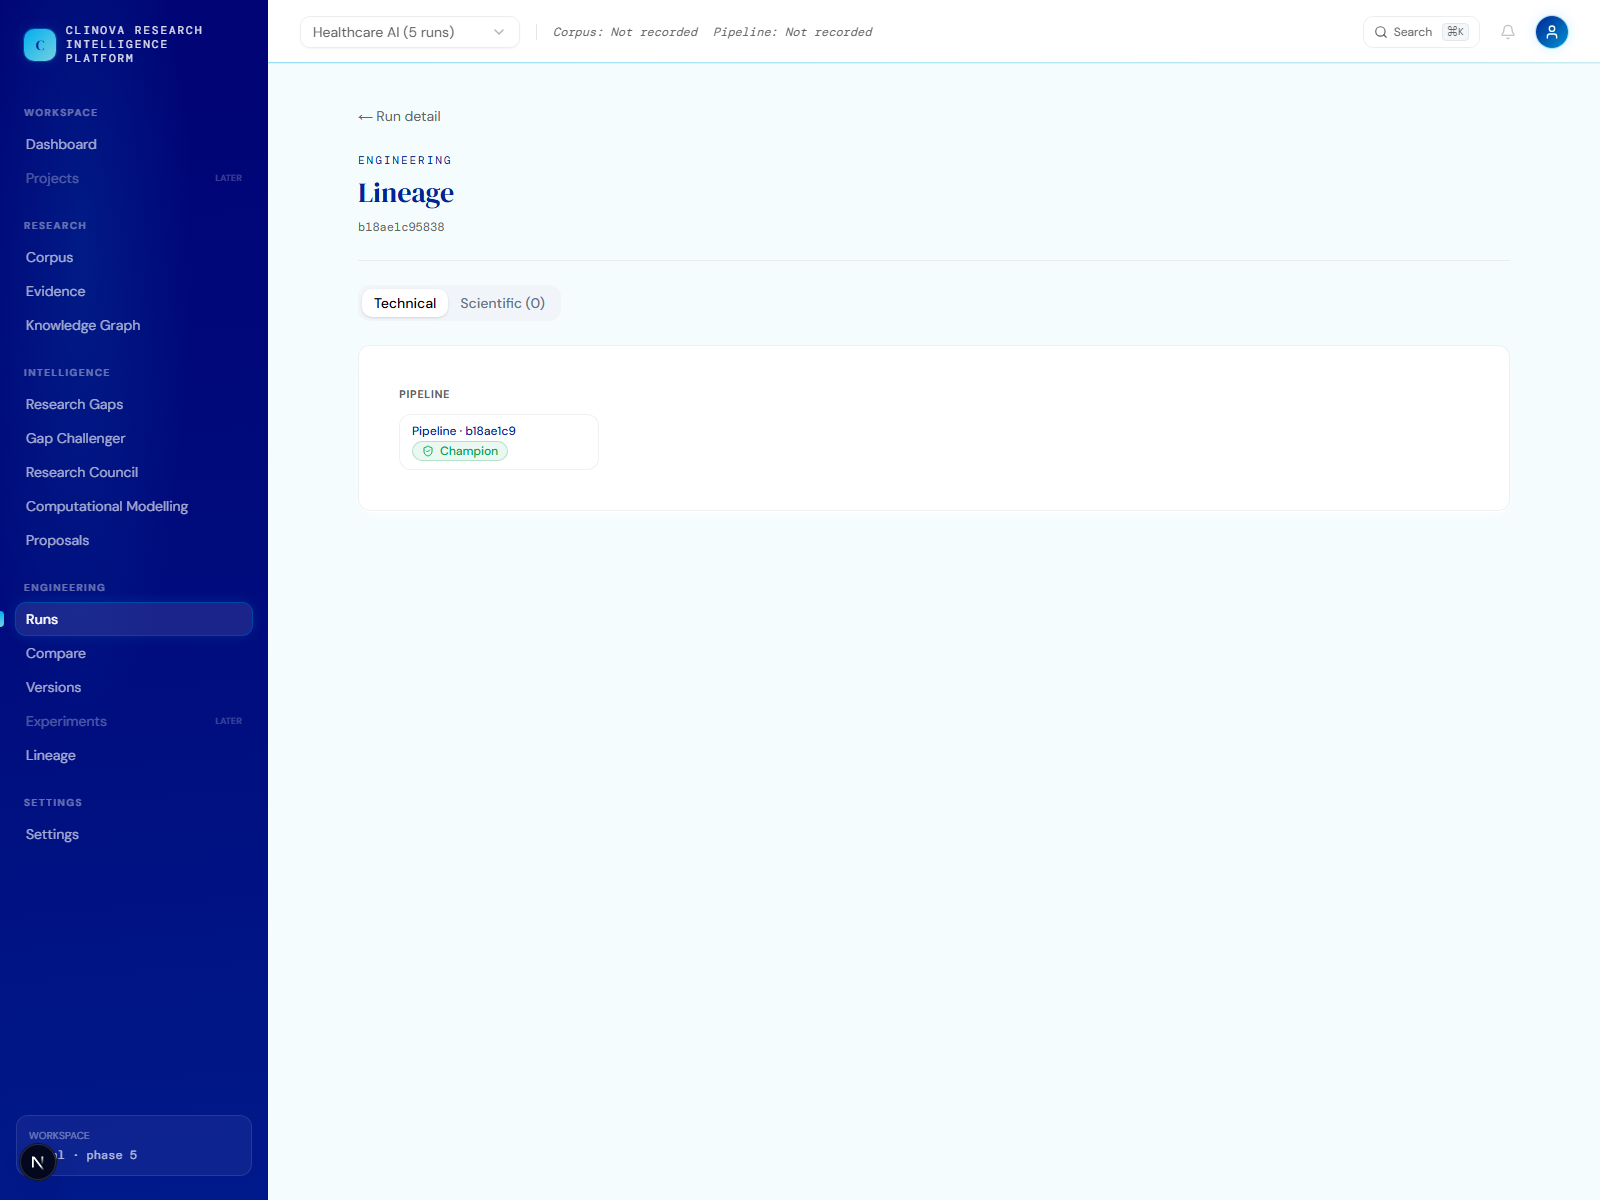 C
CLINOVA RESEARCH
INTELLIGENCE
PLATFORM
WORKSPACE
Dashboard
Projects LATER
RESEARCH
Corpus
Evidence
Knowledge Graph
INTELLIGENCE
Research Gaps
Gap Challenger
Research Council
Computational Modelling
Proposals
ENGINEERING
Runs
Compare
Versions
Experiments LATER
Lineage
SETTINGS
Settings
WORKSPACE
· phase 5
N
Healthcare AI (5 runs)
Corpus: Not recorded Pipeline: Not recorded
Search ⌘K
← Run detail
ENGINEERING
Lineage
b18ae1c95838
Technical Scientific (0)
PIPELINE
Pipeline · b18ae1c9
Champion